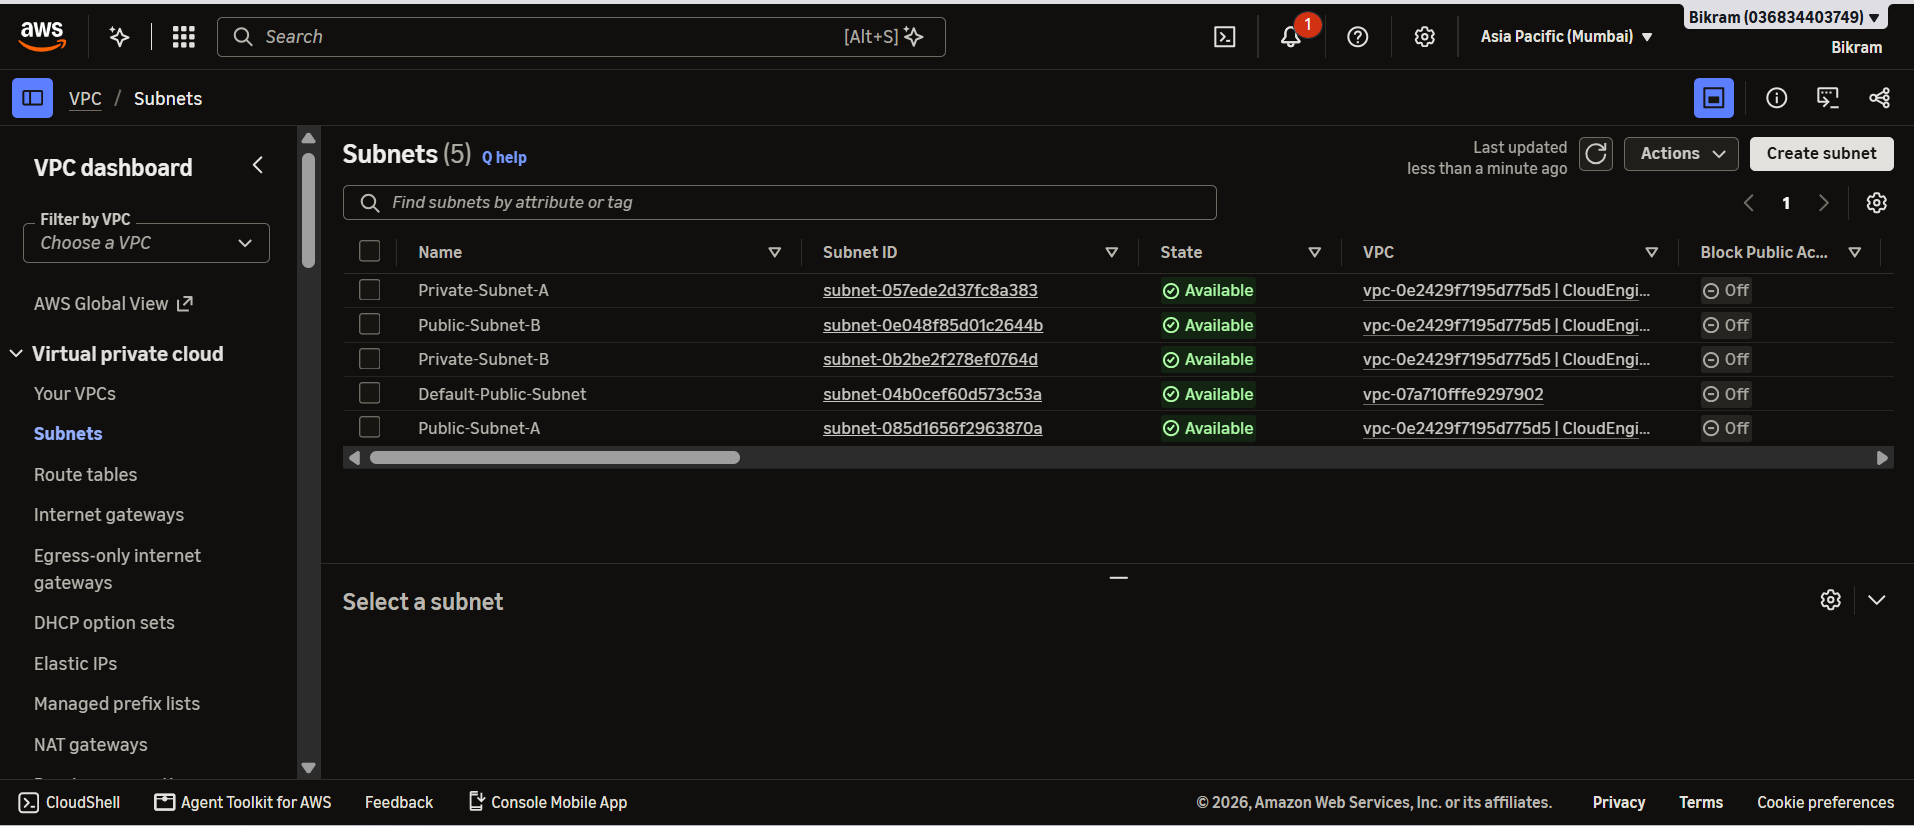 aws
Search [Alt+S]
1
Asia Pacific (Mumbai)
Bikram (036834403749)
Bikram
VPC / Subnets
VPC dashboard
Filter by VPC
Choose a VPC
AWS Global View
Virtual private cloud
Your VPCs
Subnets
Route tables
Internet gateways
Egress-only internet
gateways
DHCP option sets
Elastic IPs
Managed prefix lists
NAT gateways
Subnets (5) Q help
Last updated
less than a minute ago
Actions
Create subnet
Find subnets by attribute or tag
1
Name Subnet ID State VPC Block Public Ac...
Private-Subnet-A subnet-057ede2d37fc8a383 Available vpc-0e2429f7195d775d5 | CloudEngi... Off
Public-Subnet-B subnet-0e048f85d01c2644b Available vpc-0e2429f7195d775d5 | CloudEngi... Off
Private-Subnet-B subnet-0b2be2f278ef0764d Available vpc-0e2429f7195d775d5 | CloudEngi... Off
Default-Public-Subnet subnet-04b0cef60d573c53a Available vpc-07a710fffe9297902 Off
Public-Subnet-A subnet-085d1656f2963870a Available vpc-0e2429f7195d775d5 | CloudEngi... Off
Select a subnet
CloudShell Agent Toolkit for AWS Feedback Console Mobile App © 2026, Amazon Web Services, Inc. or its affiliates. Privacy Terms Cookie preferences